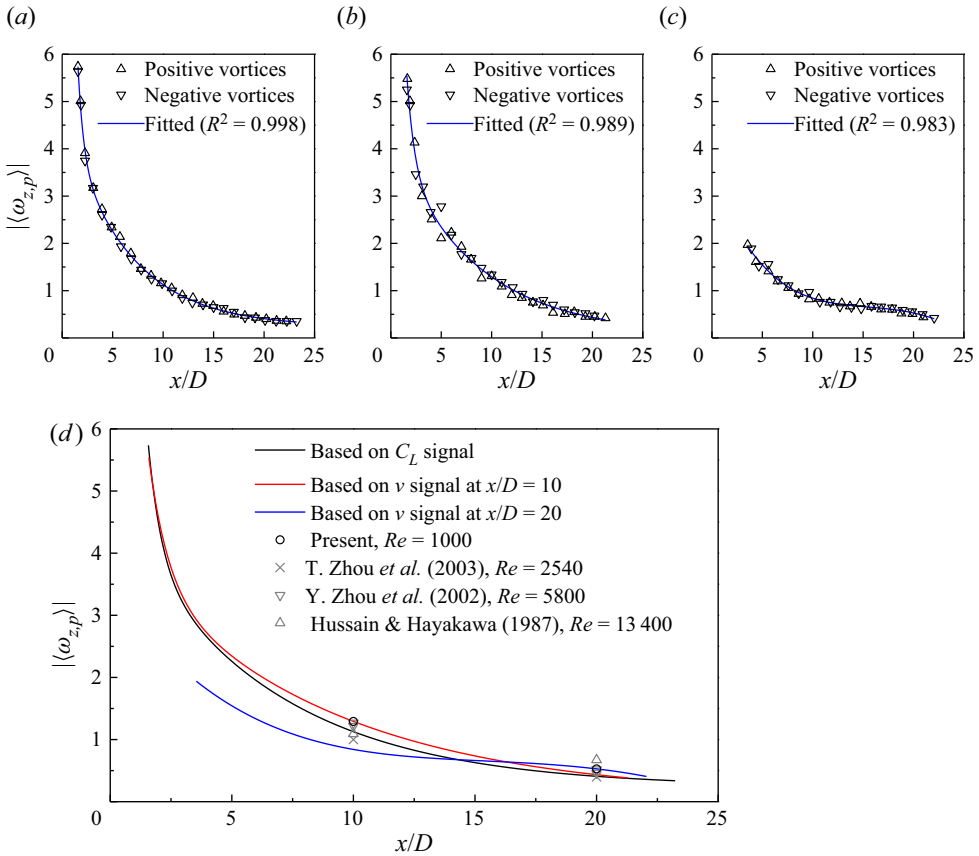 (a)
6
5
4
3
2
1
0
5
10
15
20
25
|⟨ω_{z,p}⟩|
x/D
Positive vortices
Negative vortices
Fitted (R² = 0.998)
(b)
6
5
4
3
2
1
0
5
10
15
20
25
x/D
Positive vortices
Negative vortices
Fitted (R² = 0.989)
(c)
6
5
4
3
2
1
0
5
10
15
20
25
x/D
Positive vortices
Negative vortices
Fitted (R² = 0.983)
(d)
6
5
4
3
2
1
0
5
10
15
20
25
|⟨ω_{z,p}⟩|
x/D
Based on C_L signal
Based on v signal at x/D = 10
Based on v signal at x/D = 20
Present, Re = 1000
T. Zhou et al. (2003), Re = 2540
Y. Zhou et al. (2002), Re = 5800
Hussain & Hayakawa (1987), Re = 13 400